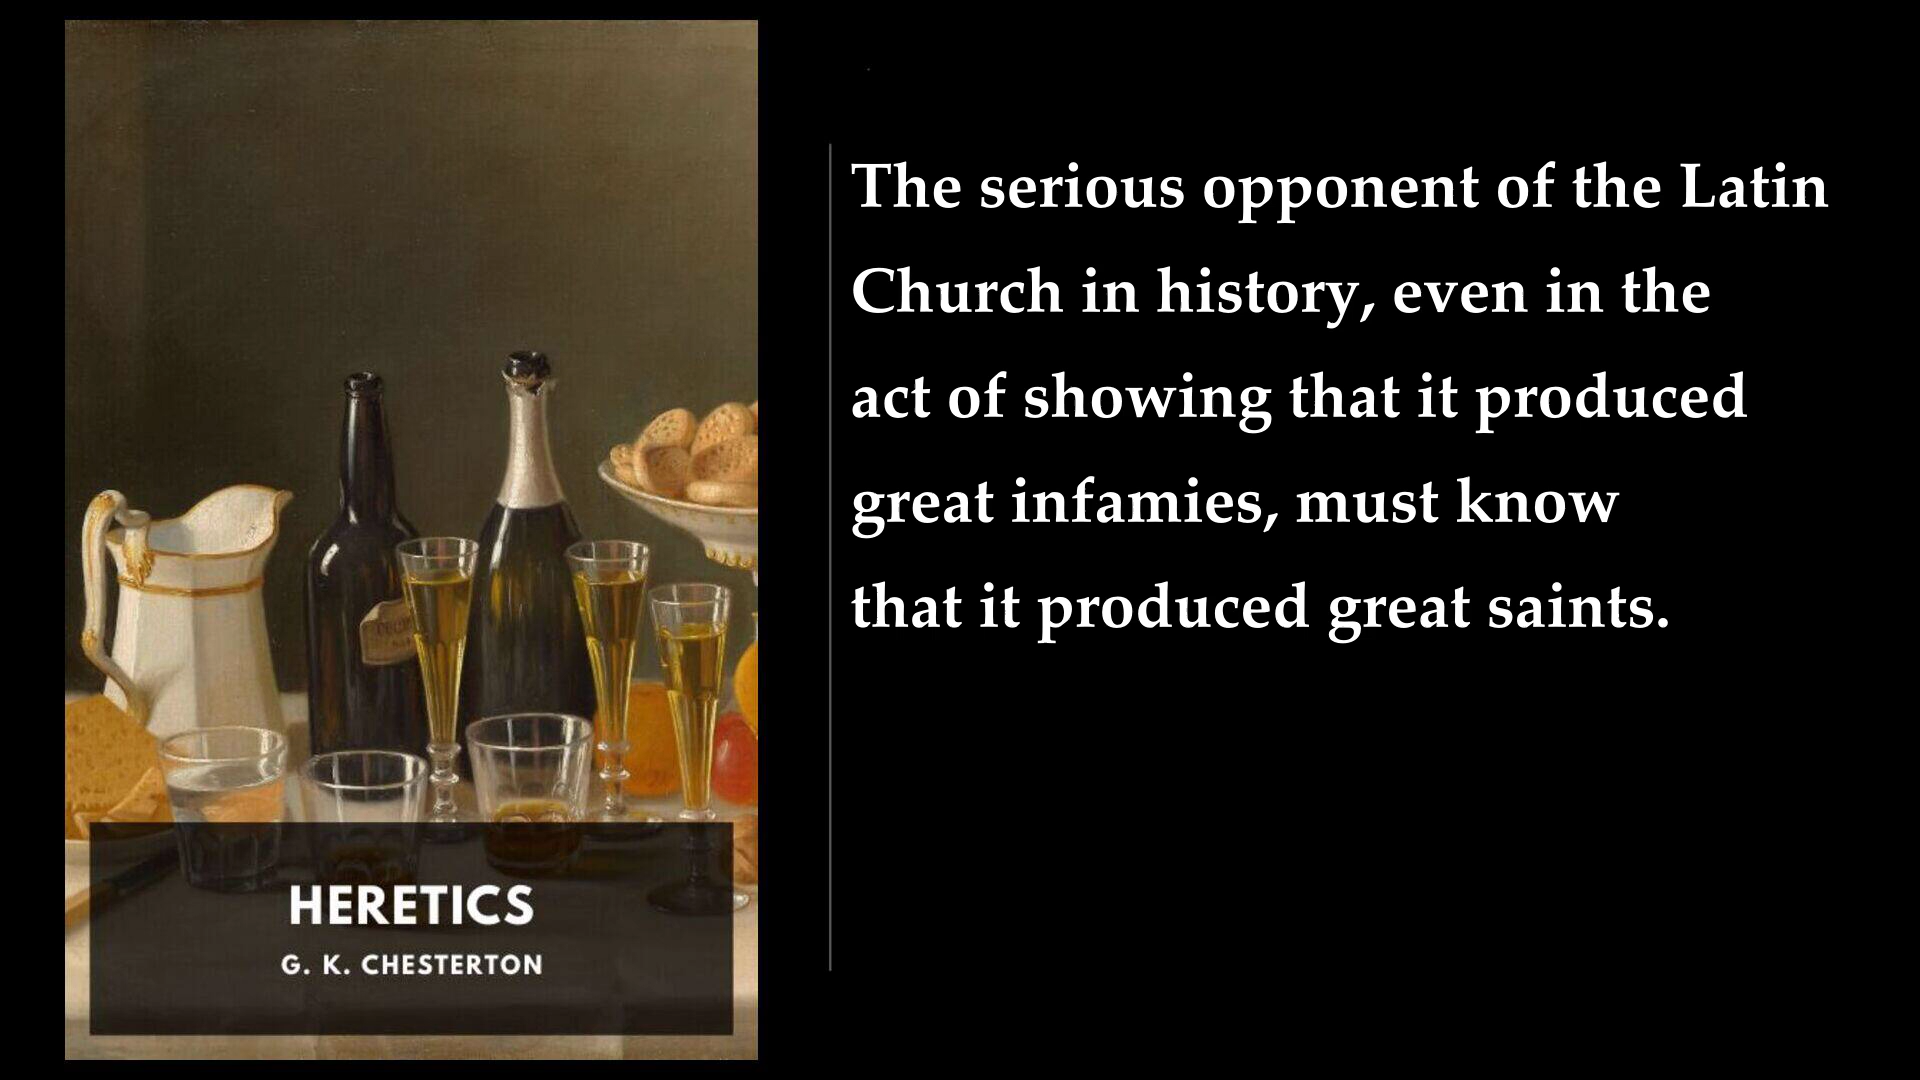 The serious opponent of the Latin
Church in history, even in the
act of showing that it produced
great infamies, must know
that it produced great saints.
HERETICS
G. K. CHESTERTON